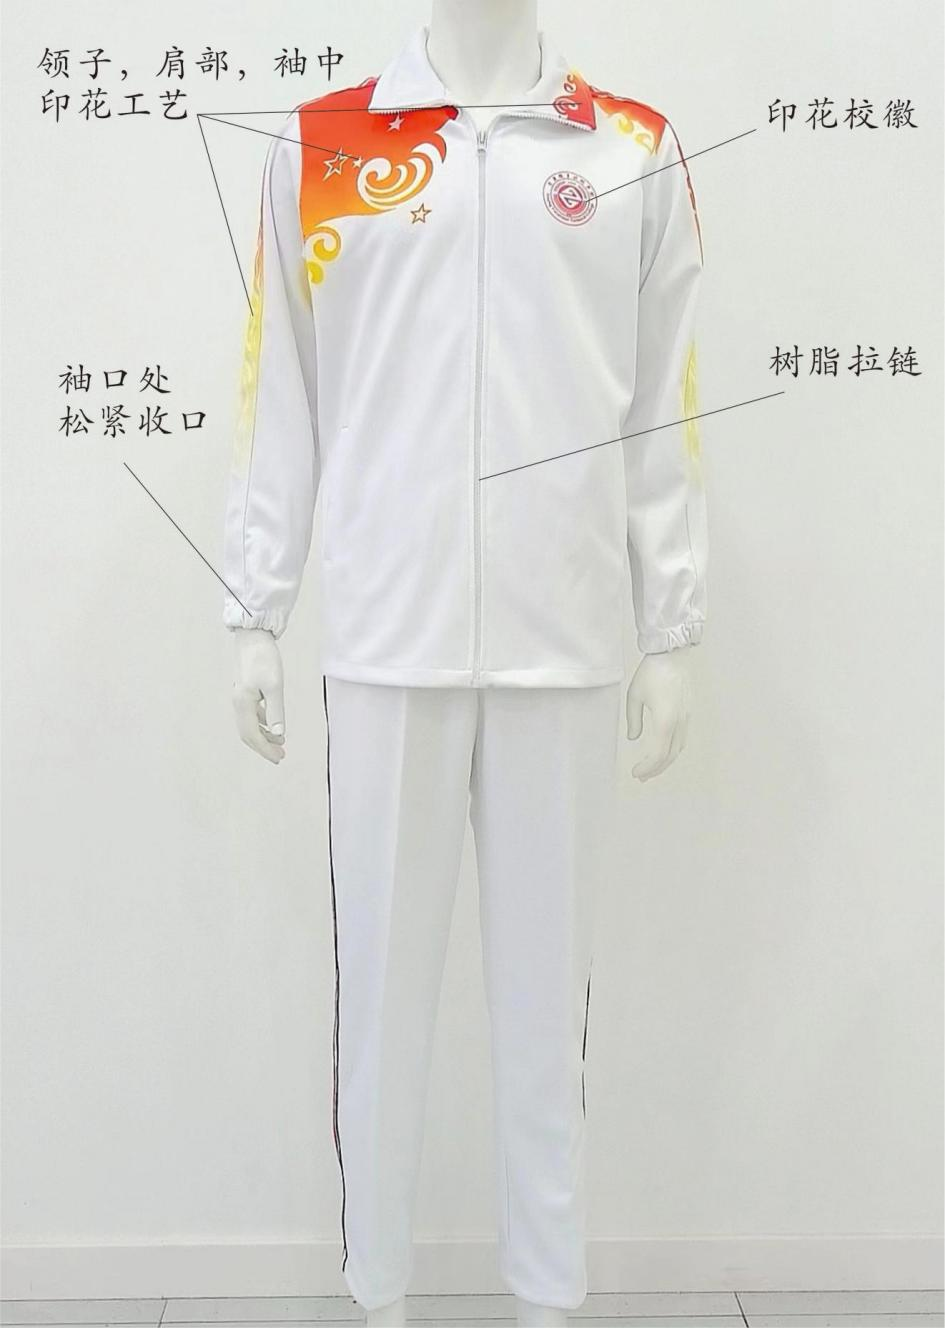 领子，肩部，袖中
印花工艺
印花校徽
树脂拉链
袖口处
松紧收口